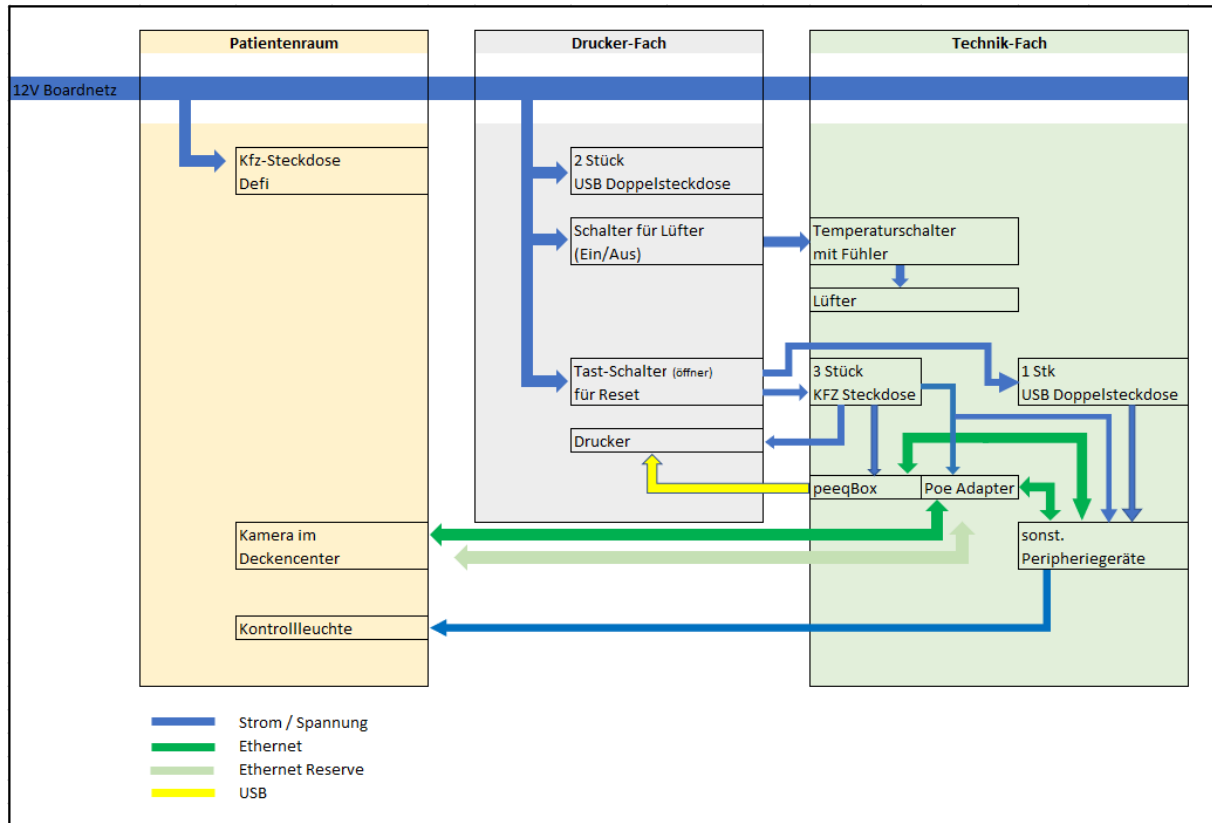 Patientenraum
Drucker-Fach
Technik-Fach
12V Boardnetz
Kfz-Steckdose
Defi
2 Stück
USB Doppelsteckdose
Schalter für Lüfter
(Ein/Aus)
Temperaturschalter
mit Fühler
Lüfter
Tast-Schalter (öffner)
für Reset
3 Stück
KFZ Steckdose
1 Stk
USB Doppelsteckdose
Drucker
peeqBox
Poe Adapter
Kamera im
Deckencenter
sonst.
Peripheriegeräte
Kontrollleuchte
Strom / Spannung
Ethernet
Ethernet Reserve
USB